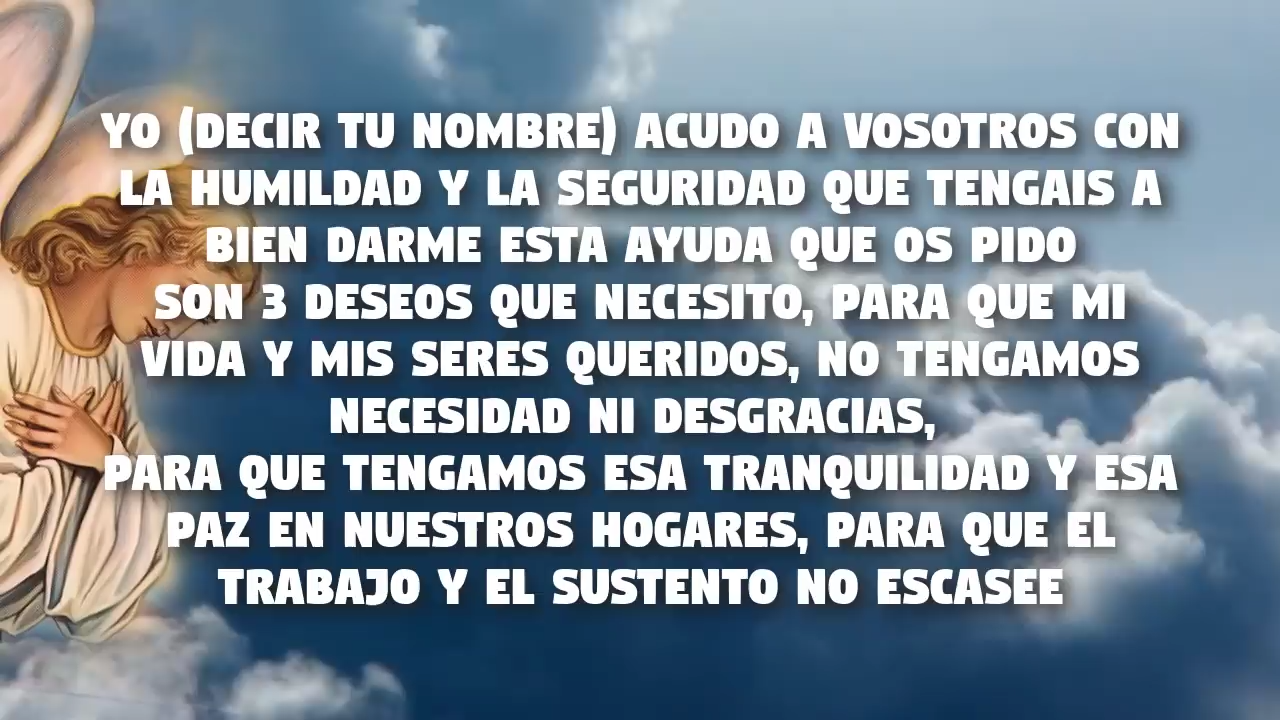 YO (DECIR TU NOMBRE) ACUDO A VOSOTROS CON
LA HUMILDAD Y LA SEGURIDAD QUE TENGAIS A
BIEN DARME ESTA AYUDA QUE OS PIDO
SON 3 DESEOS QUE NECESITO, PARA QUE MI
VIDA Y MIS SERES QUERIDOS, NO TENGAMOS
NECESIDAD NI DESGRACIAS,
PARA QUE TENGAMOS ESA TRANQUILIDAD Y ESA
PAZ EN NUESTROS HOGARES, PARA QUE EL
TRABAJO Y EL SUSTENTO NO ESCASEE